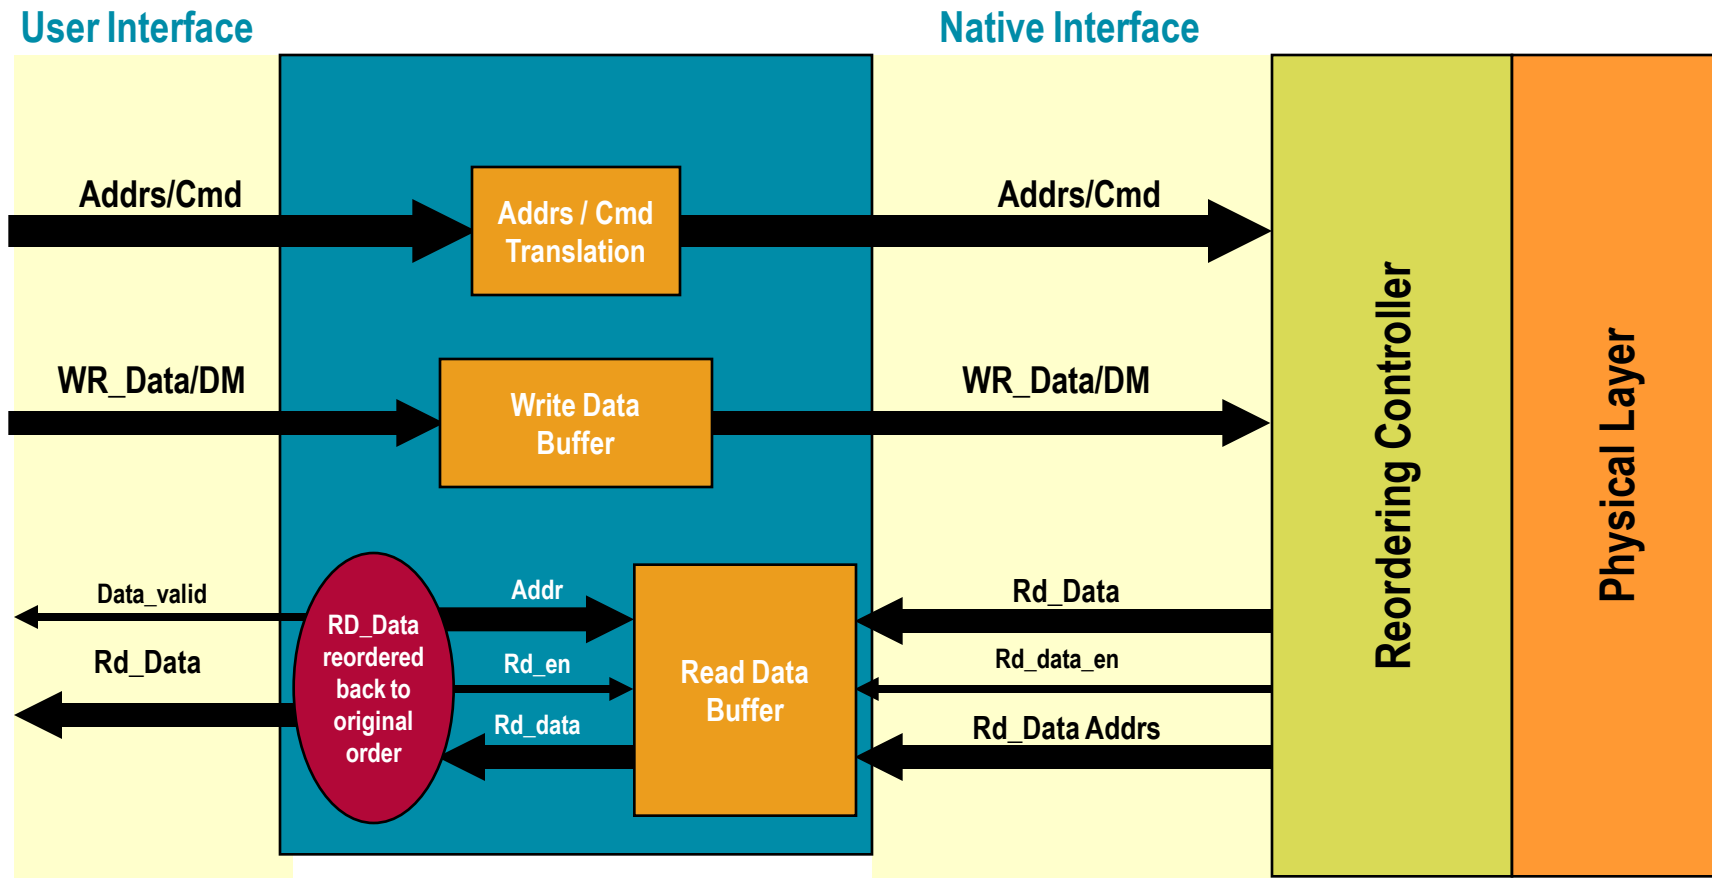 User Interface
Native Interface
Addrs/Cmd
Addrs / Cmd
Translation
Addrs/Cmd
WR_Data/DM
Write Data
Buffer
WR_Data/DM
Data_valid
Rd_Data
RD_Data
reordered
back to
original
order
Addr
Rd_en
Rd_data
Read Data
Buffer
Rd_Data
Rd_data_en
Rd_Data Addrs
Reordering Controller
Physical Layer